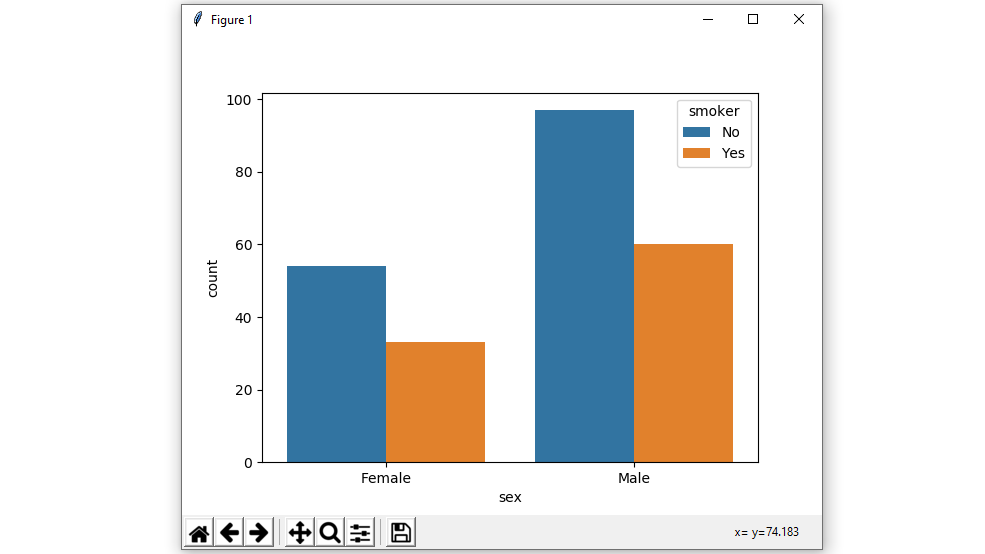 Figure 1
100
80
60
40
20
0
count
smoker
No
Yes
Female Male
sex
x= y=74.183